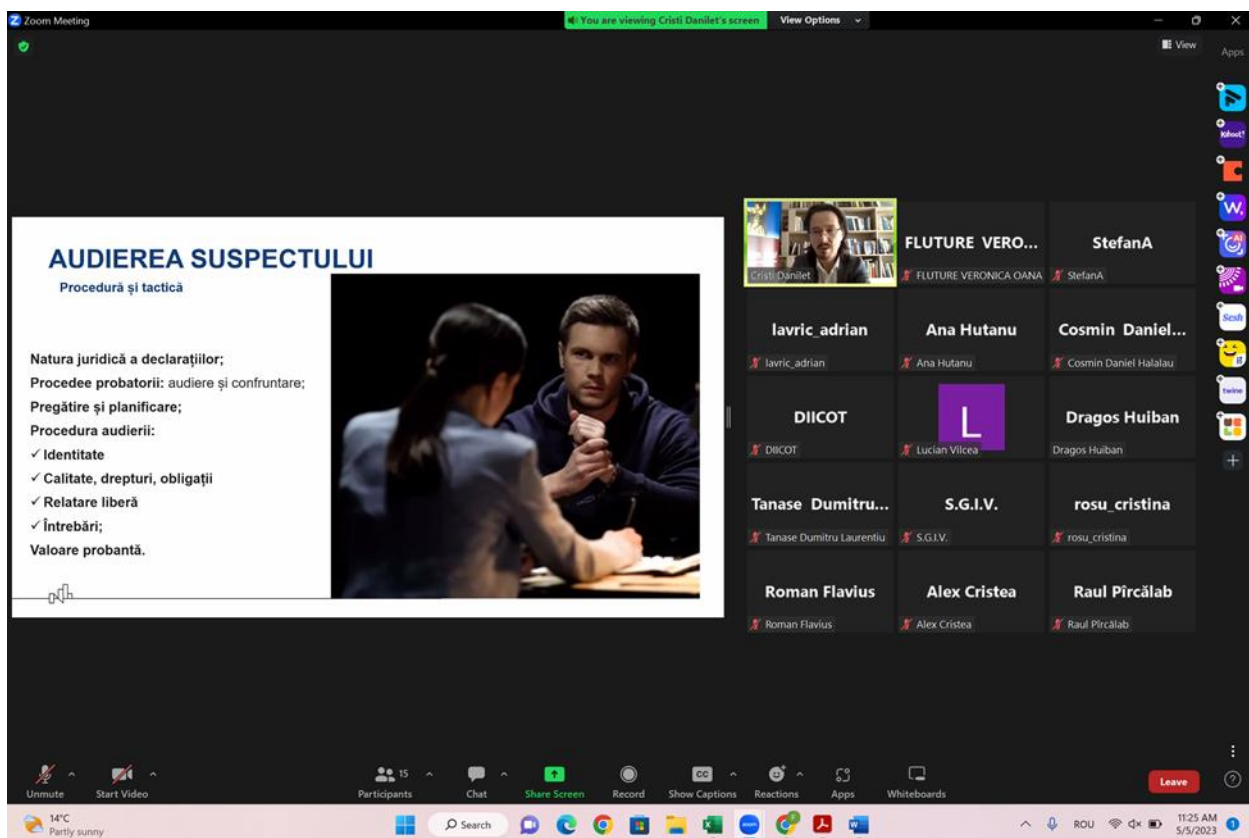 Zoom Meeting
You are viewing Cristi Danilet's screen
View Options
View
Apps
AUDIEREA SUSPECTULUI
Procedură și tactică
Natura juridică a declarațiilor;
Procedee probatorii: audiere și confruntare;
Pregătire și planificare;
Procedura audierii:
✓ Identitate
✓ Calitate, drepturi, obligații
✓ Relatare liberă
✓ Întrebări;
Valoare probantă.
Cristi Danilet
FLUTURE VERO...
FLUTURE VERONICA OANA
StefanA
StefanA
lavric_adrian
lavric_adrian
Ana Hutanu
Ana Hutanu
Cosmin Daniel...
Cosmin Daniel Halalau
DIICOT
DIICOT
L
Lucian Vilcea
Dragos Huiban
Dragos Huiban
Tanase Dumitru...
Tanase Dumitru Laurentiu
S.G.I.V.
S.G.I.V.
rosu_cristina
rosu_cristina
Roman Flavius
Roman Flavius
Alex Cristea
Alex Cristea
Raul Pîrcălab
Raul Pîrcălab
Kahoot!
W.
AI
Sesh
twine
Unmute
Start Video
15
Participants
Chat
Share Screen
Record
CC
Show Captions
Reactions
Apps
Whiteboards
Leave
14°C
Partly sunny
Search
ROU
11:25 AM
5/5/2023
1